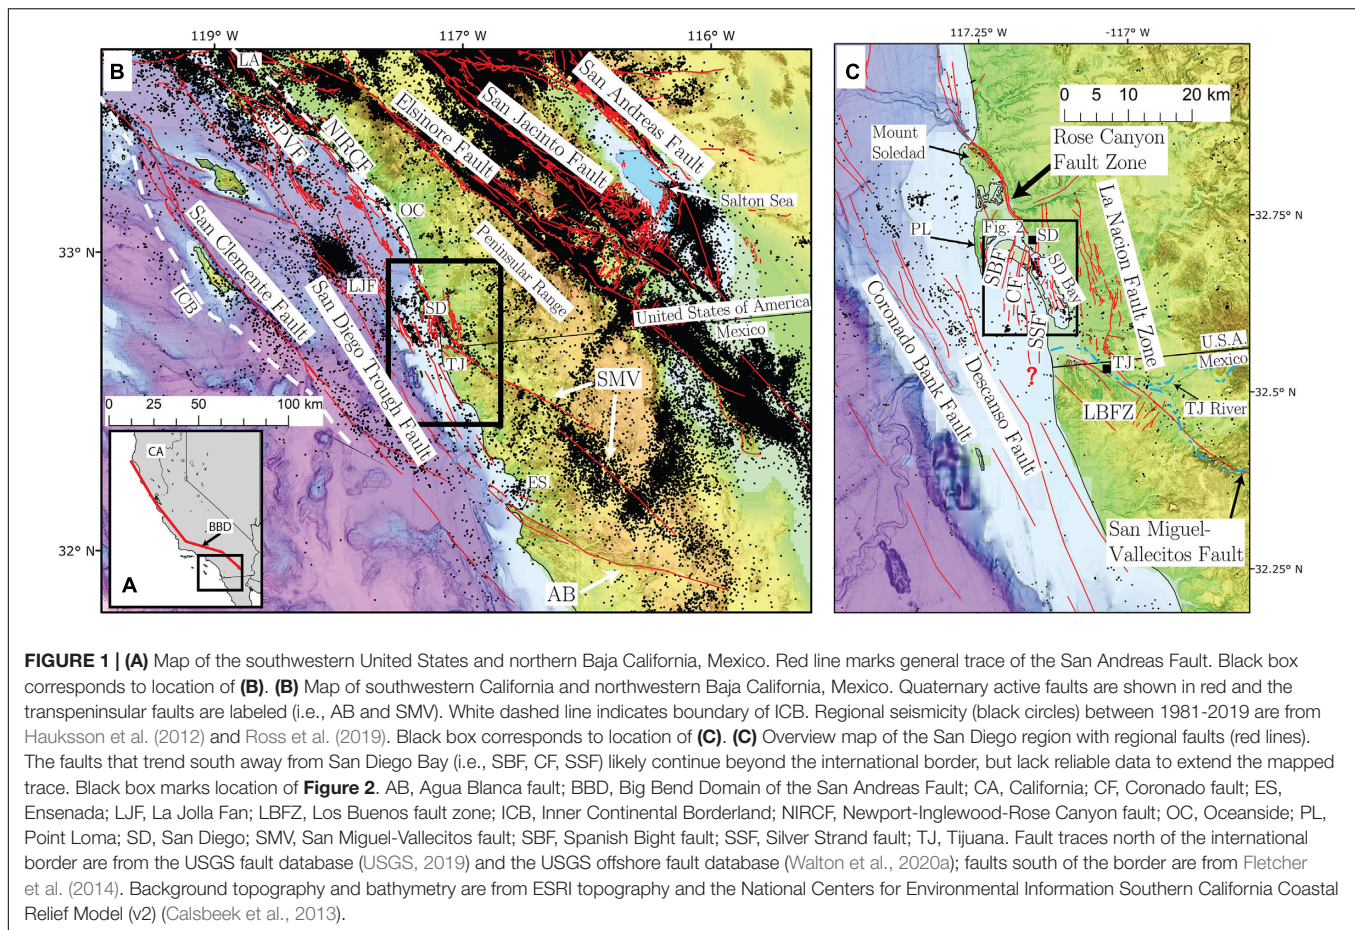 119° W
117° W
116° W
B
LA
PVF
NIRCF
Elsinore Fault
San Jacinto Fault
San Andreas Fault
Salton Sea
OC
33° N
San Clemente Fault
ICB
LJF
San Diego Trough Fault
Peninsular Range
SD
United States of America
Mexico
TJ
SMV
0 25 50 100 km
ES
32° N
AB
CA
BBD
A
117.25° W
-117° W
C
0 5 10 20 km
Mount
Soledad
Rose Canyon
Fault Zone
La Nacion Fault Zone
32.75° N
PL
Fig. 2
SD
SBF
CF
SD Bay
SSF
Coronado Bank Fault
Descanso Fault
?
U.S.A.
Mexico
TJ
TJ River
32.5° N
LBFZ
San Miguel-
Vallecitos Fault
32.25° N
FIGURE 1 | (A) Map of the southwestern United States and northern Baja California, Mexico. Red line marks general trace of the San Andreas Fault. Black box
corresponds to location of (B). (B) Map of southwestern California and northwestern Baja California, Mexico. Quaternary active faults are shown in red and the
transpeninsular faults are labeled (i.e., AB and SMV). White dashed line indicates boundary of ICB. Regional seismicity (black circles) between 1981-2019 are from
Hauksson et al. (2012) and Ross et al. (2019). Black box corresponds to location of (C). (C) Overview map of the San Diego region with regional faults (red lines).
The faults that trend south away from San Diego Bay (i.e., SBF, CF, SSF) likely continue beyond the international border, but lack reliable data to extend the mapped
trace. Black box marks location of Figure 2. AB, Agua Blanca fault; BBD, Big Bend Domain of the San Andreas Fault; CA, California; CF, Coronado fault; ES,
Ensenada; LJF, La Jolla Fan; LBFZ, Los Buenos fault zone; ICB, Inner Continental Borderland; NIRCF, Newport-Inglewood-Rose Canyon fault; OC, Oceanside; PL,
Point Loma; SD, San Diego; SMV, San Miguel-Vallecitos fault; SBF, Spanish Bight fault; SSF, Silver Strand fault; TJ, Tijuana. Fault traces north of the international
border are from the USGS fault database (USGS, 2019) and the USGS offshore fault database (Walton et al., 2020a); faults south of the border are from Fletcher
et al. (2014). Background topography and bathymetry are from ESRI topography and the National Centers for Environmental Information Southern California Coastal
Relief Model (v2) (Calsbeek et al., 2013).